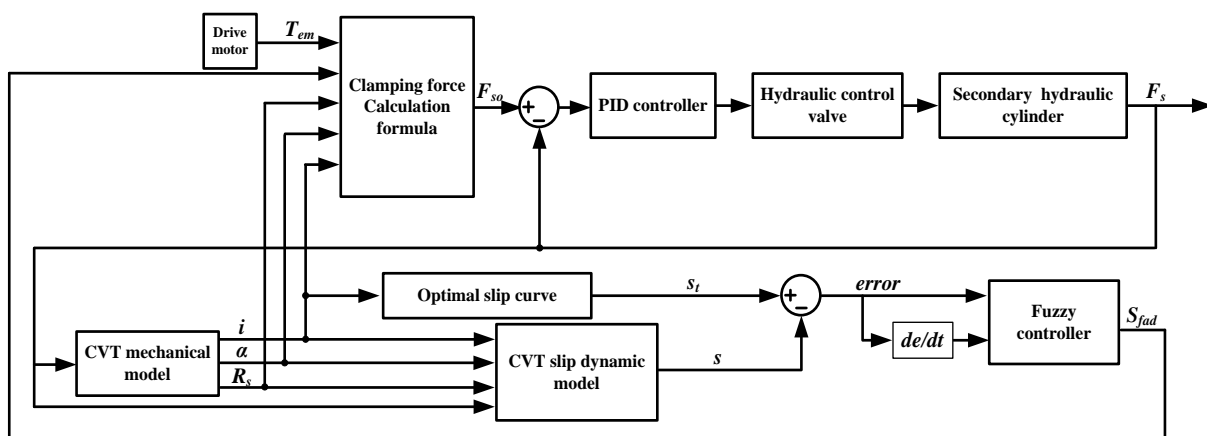 Drive
motor
T_em
Clamping force
Calculation
formula
F_so
+
−
PID controller
Hydraulic control
valve
Secondary hydraulic
cylinder
F_s
Optimal slip curve
s_t
+
−
error
de/dt
Fuzzy
controller
S_fad
CVT mechanical
model
i
α
R_s
CVT slip dynamic
model
s